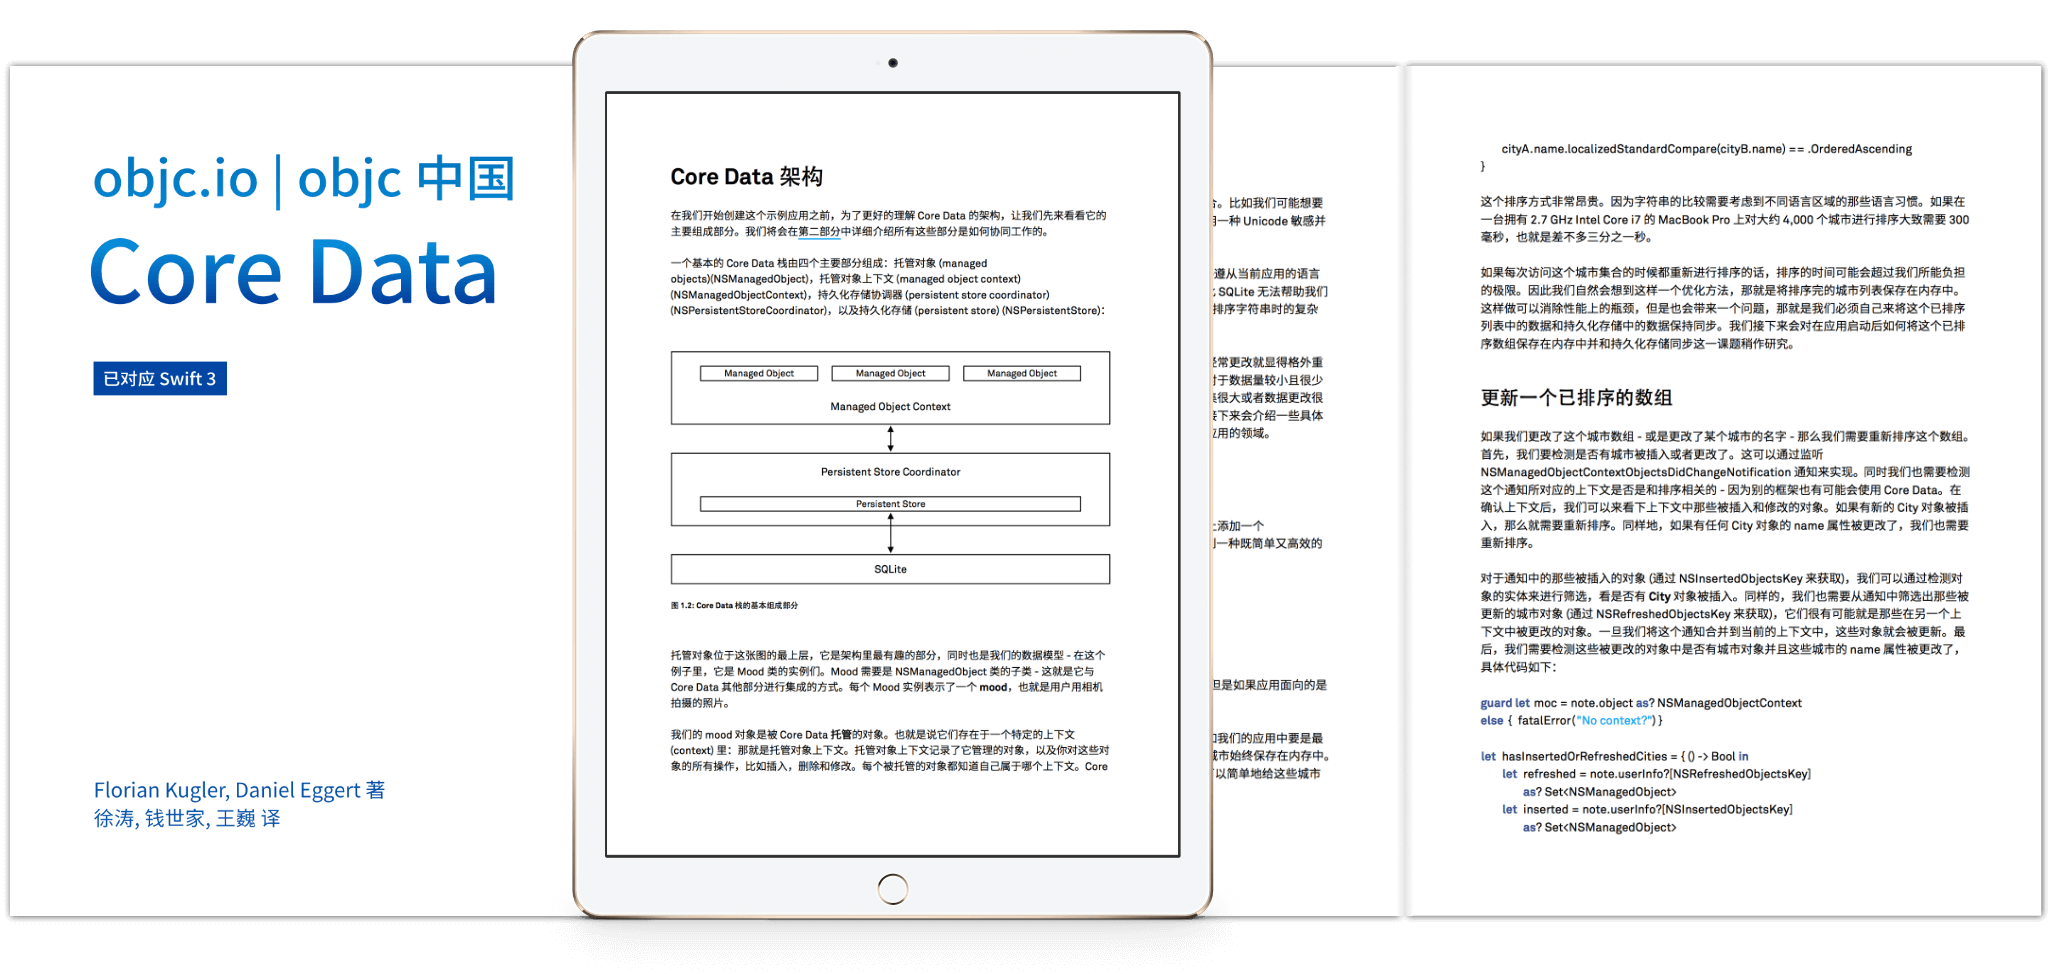 objc.io | objc 中国
Core Data
已对应 Swift 3
Florian Kugler, Daniel Eggert 著
徐涛, 钱世家, 王巍 译
Core Data 架构
在我们开始创建这个示例应用之前，为了更好的理解 Core Data 的架构，让我们先来看看它的
主要组成部分。我们将会在第二部分中详细介绍所有这些部分是如何协同工作的。
一个基本的 Core Data 栈由四个主要部分组成：托管对象 (managed
objects)(NSManagedObject)，托管对象上下文 (managed object context)
(NSManagedObjectContext)，持久化存储协调器 (persistent store coordinator)
(NSPersistentStoreCoordinator)，以及持久化存储 (persistent store) (NSPersistentStore)：
Managed Object
Managed Object
Managed Object
Managed Object Context
Persistent Store Coordinator
Persistent Store
SQLite
图 1.2: Core Data 栈的基本组成部分
托管对象位于这张图的最上层，它是架构里最有趣的部分，同时也是我们的数据模型 - 在这个
例子里，它是 Mood 类的实例们。Mood 需要是 NSManagedObject 类的子类 - 这就是它与
Core Data 其他部分进行集成的方式。每个 Mood 实例表示了一个 mood，也就是用户用相机
拍摄的照片。
我们的 mood 对象是被 Core Data 托管的对象。也就是说它们存在于一个特定的上下文
(context) 里：那就是托管对象上下文。托管对象上下文记录了它管理的对象，以及你对这些对
象的所有操作，比如插入，删除和修改。每个被托管的对象都知道自己属于哪个上下文。Core
。比如我们可能想要
一种 Unicode 敏感并
遵从当前应用的语言
SQLite 无法帮助我们
排序字符串时的复杂
经常更改就显得格外重
于数据量较小且很少
很大或者数据更改很
接下来会介绍一些具体
应用的领域。
添加一个
一种既简单又高效的
但是如果应用面向的是
我们的应用中要是最
城市始终保存在内存中。
以简单地给这些城市
cityA.name.localizedStandardCompare(cityB.name) == .OrderedAscending
}
这个排序方式非常昂贵。因为字符串的比较需要考虑到不同语言区域的那些语言习惯。如果在
一台拥有 2.7 GHz Intel Core i7 的 MacBook Pro 上对大约 4,000 个城市进行排序大致需要 300
毫秒，也就是差不多三分之一秒。
如果每次访问这个城市集合的时候都重新进行排序的话，排序的时间可能会超过我们所能负担
的极限。因此我们自然会想到这样一个优化方法，那就是将排序完的城市列表保存在内存中。
这样做可以消除性能上的瓶颈，但是也会带来一个问题，那就是我们必须自己来将这个已排序
列表中的数据和持久化存储中的数据保持同步。我们接下来会对在应用启动后如何将这个已排
序数组保存在内存中并和持久化存储同步这一课题稍作研究。
更新一个已排序的数组
如果我们更改了这个城市数组 - 或是更改了某个城市的名字 - 那么我们需要重新排序这个数组。
首先，我们要检测是否有城市被插入或者更改了。这可以通过监听
NSManagedObjectContextObjectsDidChangeNotification 通知来实现。同时我们也需要检测
这个通知所对应的上下文是否是和排序相关的 - 因为别的框架也有可能会使用 Core Data。在
确认上下文后，我们可以来看下上下文中那些被插入和修改的对象。如果有新的 City 对象被插
入，那么就需要重新排序。同样地，如果有任何 City 对象的 name 属性被更改了，我们也需要
重新排序。
对于通知中的那些被插入的对象 (通过 NSInsertedObjectsKey 来获取)，我们可以通过检测对
象的实体来进行筛选，看是否有 City 对象被插入。同样的，我们也需要从通知中筛选出那些被
更新的城市对象 (通过 NSRefreshedObjectsKey 来获取)，它们很有可能就是那些在另一个上
下文中被更改的对象。一旦我们将这个通知合并到当前的上下文中，这些对象就会被更新。最
后，我们需要检测这些被更改的对象中是否有城市对象并且这些城市的 name 属性被更改了，
具体代码如下：
guard let moc = note.object as? NSManagedObjectContext
else { fatalError("No context?") }
let hasInsertedOrRefreshedCities = { () -> Bool in
let refreshed = note.userInfo?[NSRefreshedObjectsKey]
as? Set<NSManagedObject>
let inserted = note.userInfo?[NSInsertedObjectsKey]
as? Set<NSManagedObject>